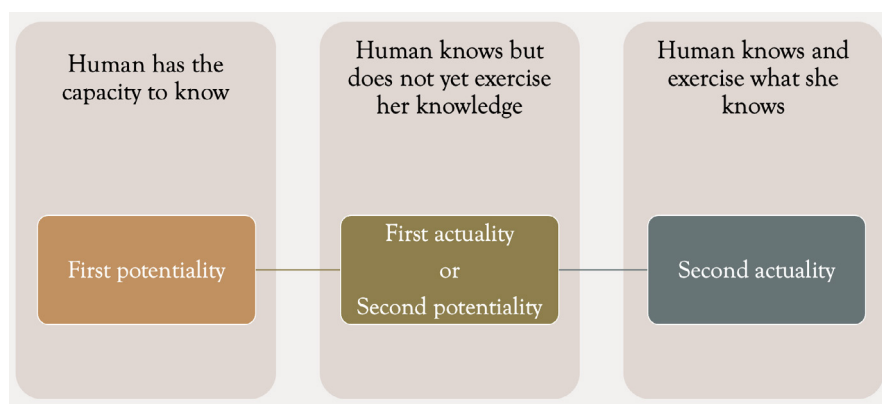 Human has the
capacity to know
Human knows but
does not yet exercise
her knowledge
Human knows and
exercise what she
knows
First potentiality
First actuality
or
Second potentiality
Second actuality